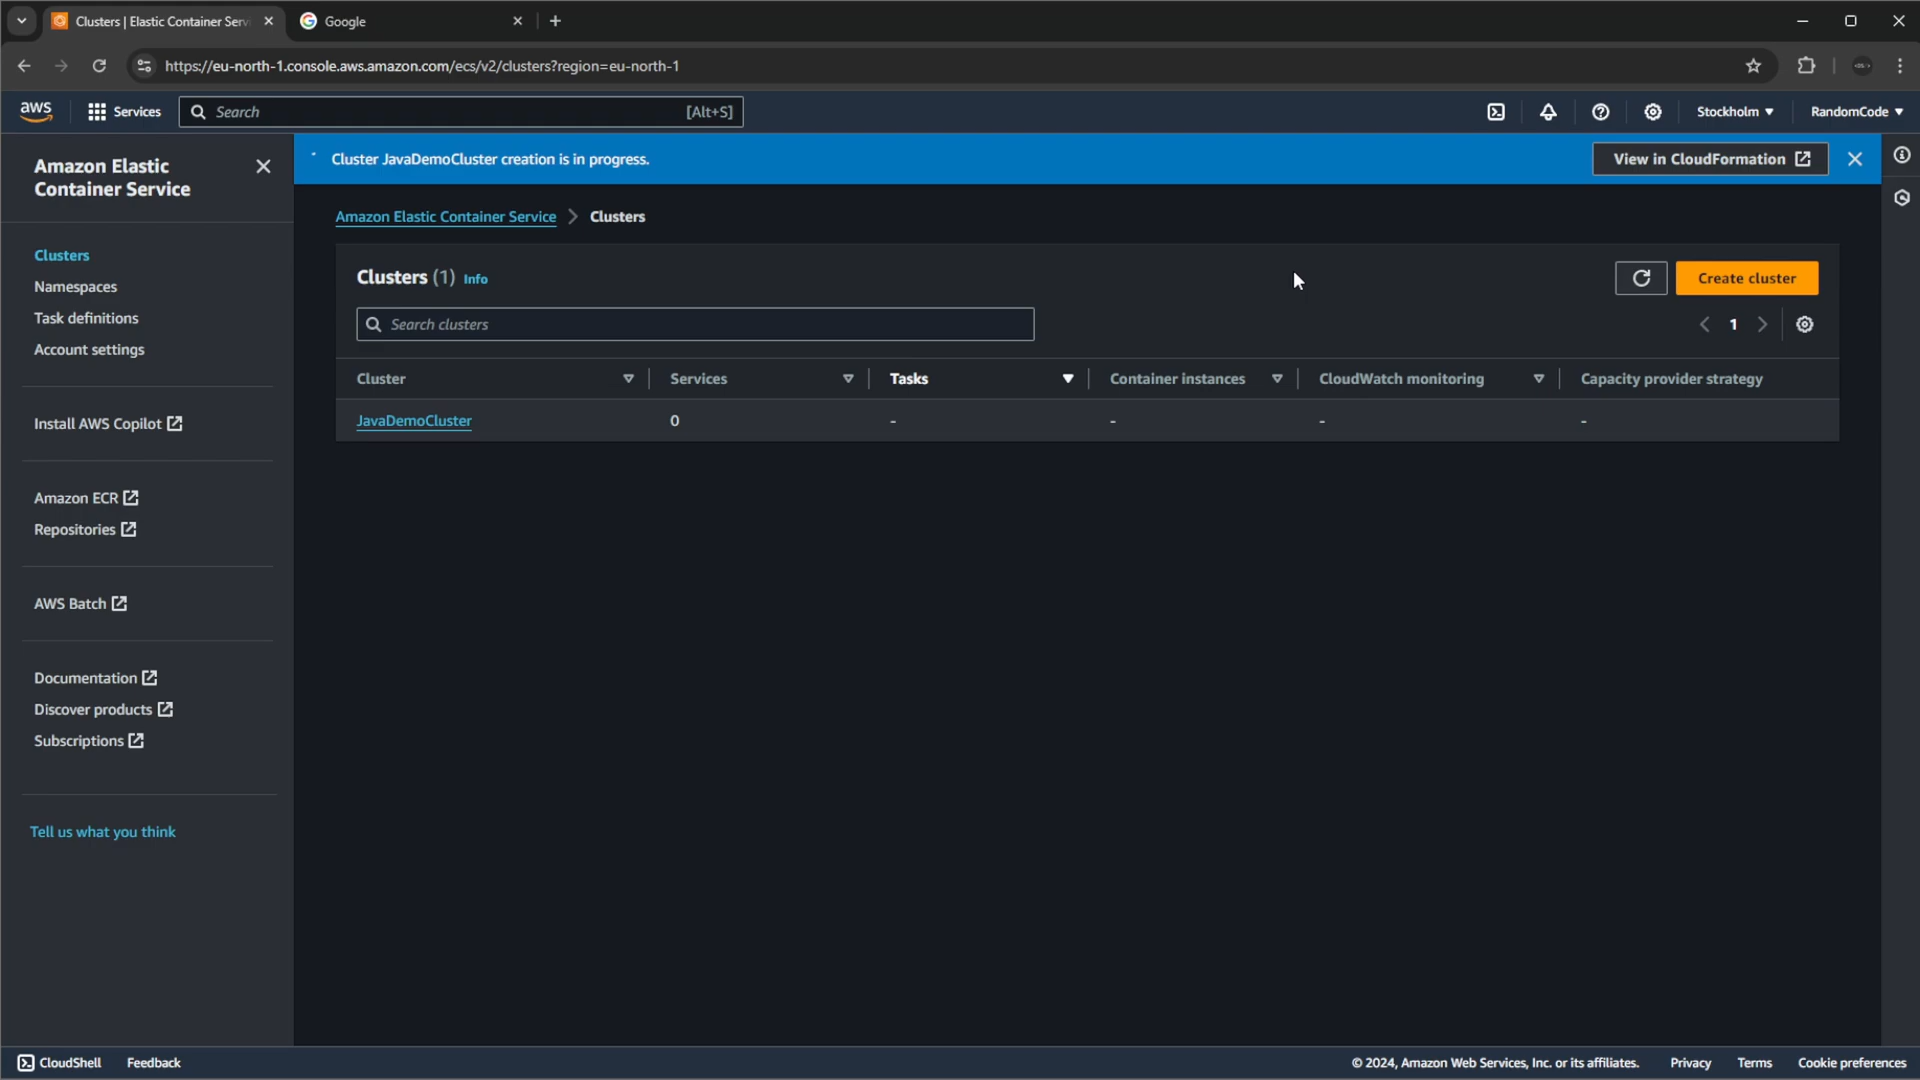 Clusters | Elastic Container Serv
Google
https://eu-north-1.console.aws.amazon.com/ecs/v2/clusters?region=eu-north-1
aws
Services
Search
[Alt+S]
Stockholm
RandomCode
Amazon Elastic
Container Service
Cluster JavaDemoCluster creation is in progress.
View in CloudFormation
Amazon Elastic Container Service
Clusters
Clusters
Namespaces
Task definitions
Account settings
Install AWS Copilot
Amazon ECR
Repositories
AWS Batch
Documentation
Discover products
Subscriptions
Tell us what you think
Clusters (1) Info
Create cluster
Search clusters
1
Cluster
Services
Tasks
Container instances
CloudWatch monitoring
Capacity provider strategy
JavaDemoCluster
0
-
-
-
-
CloudShell
Feedback
© 2024, Amazon Web Services, Inc. or its affiliates.
Privacy
Terms
Cookie preferences